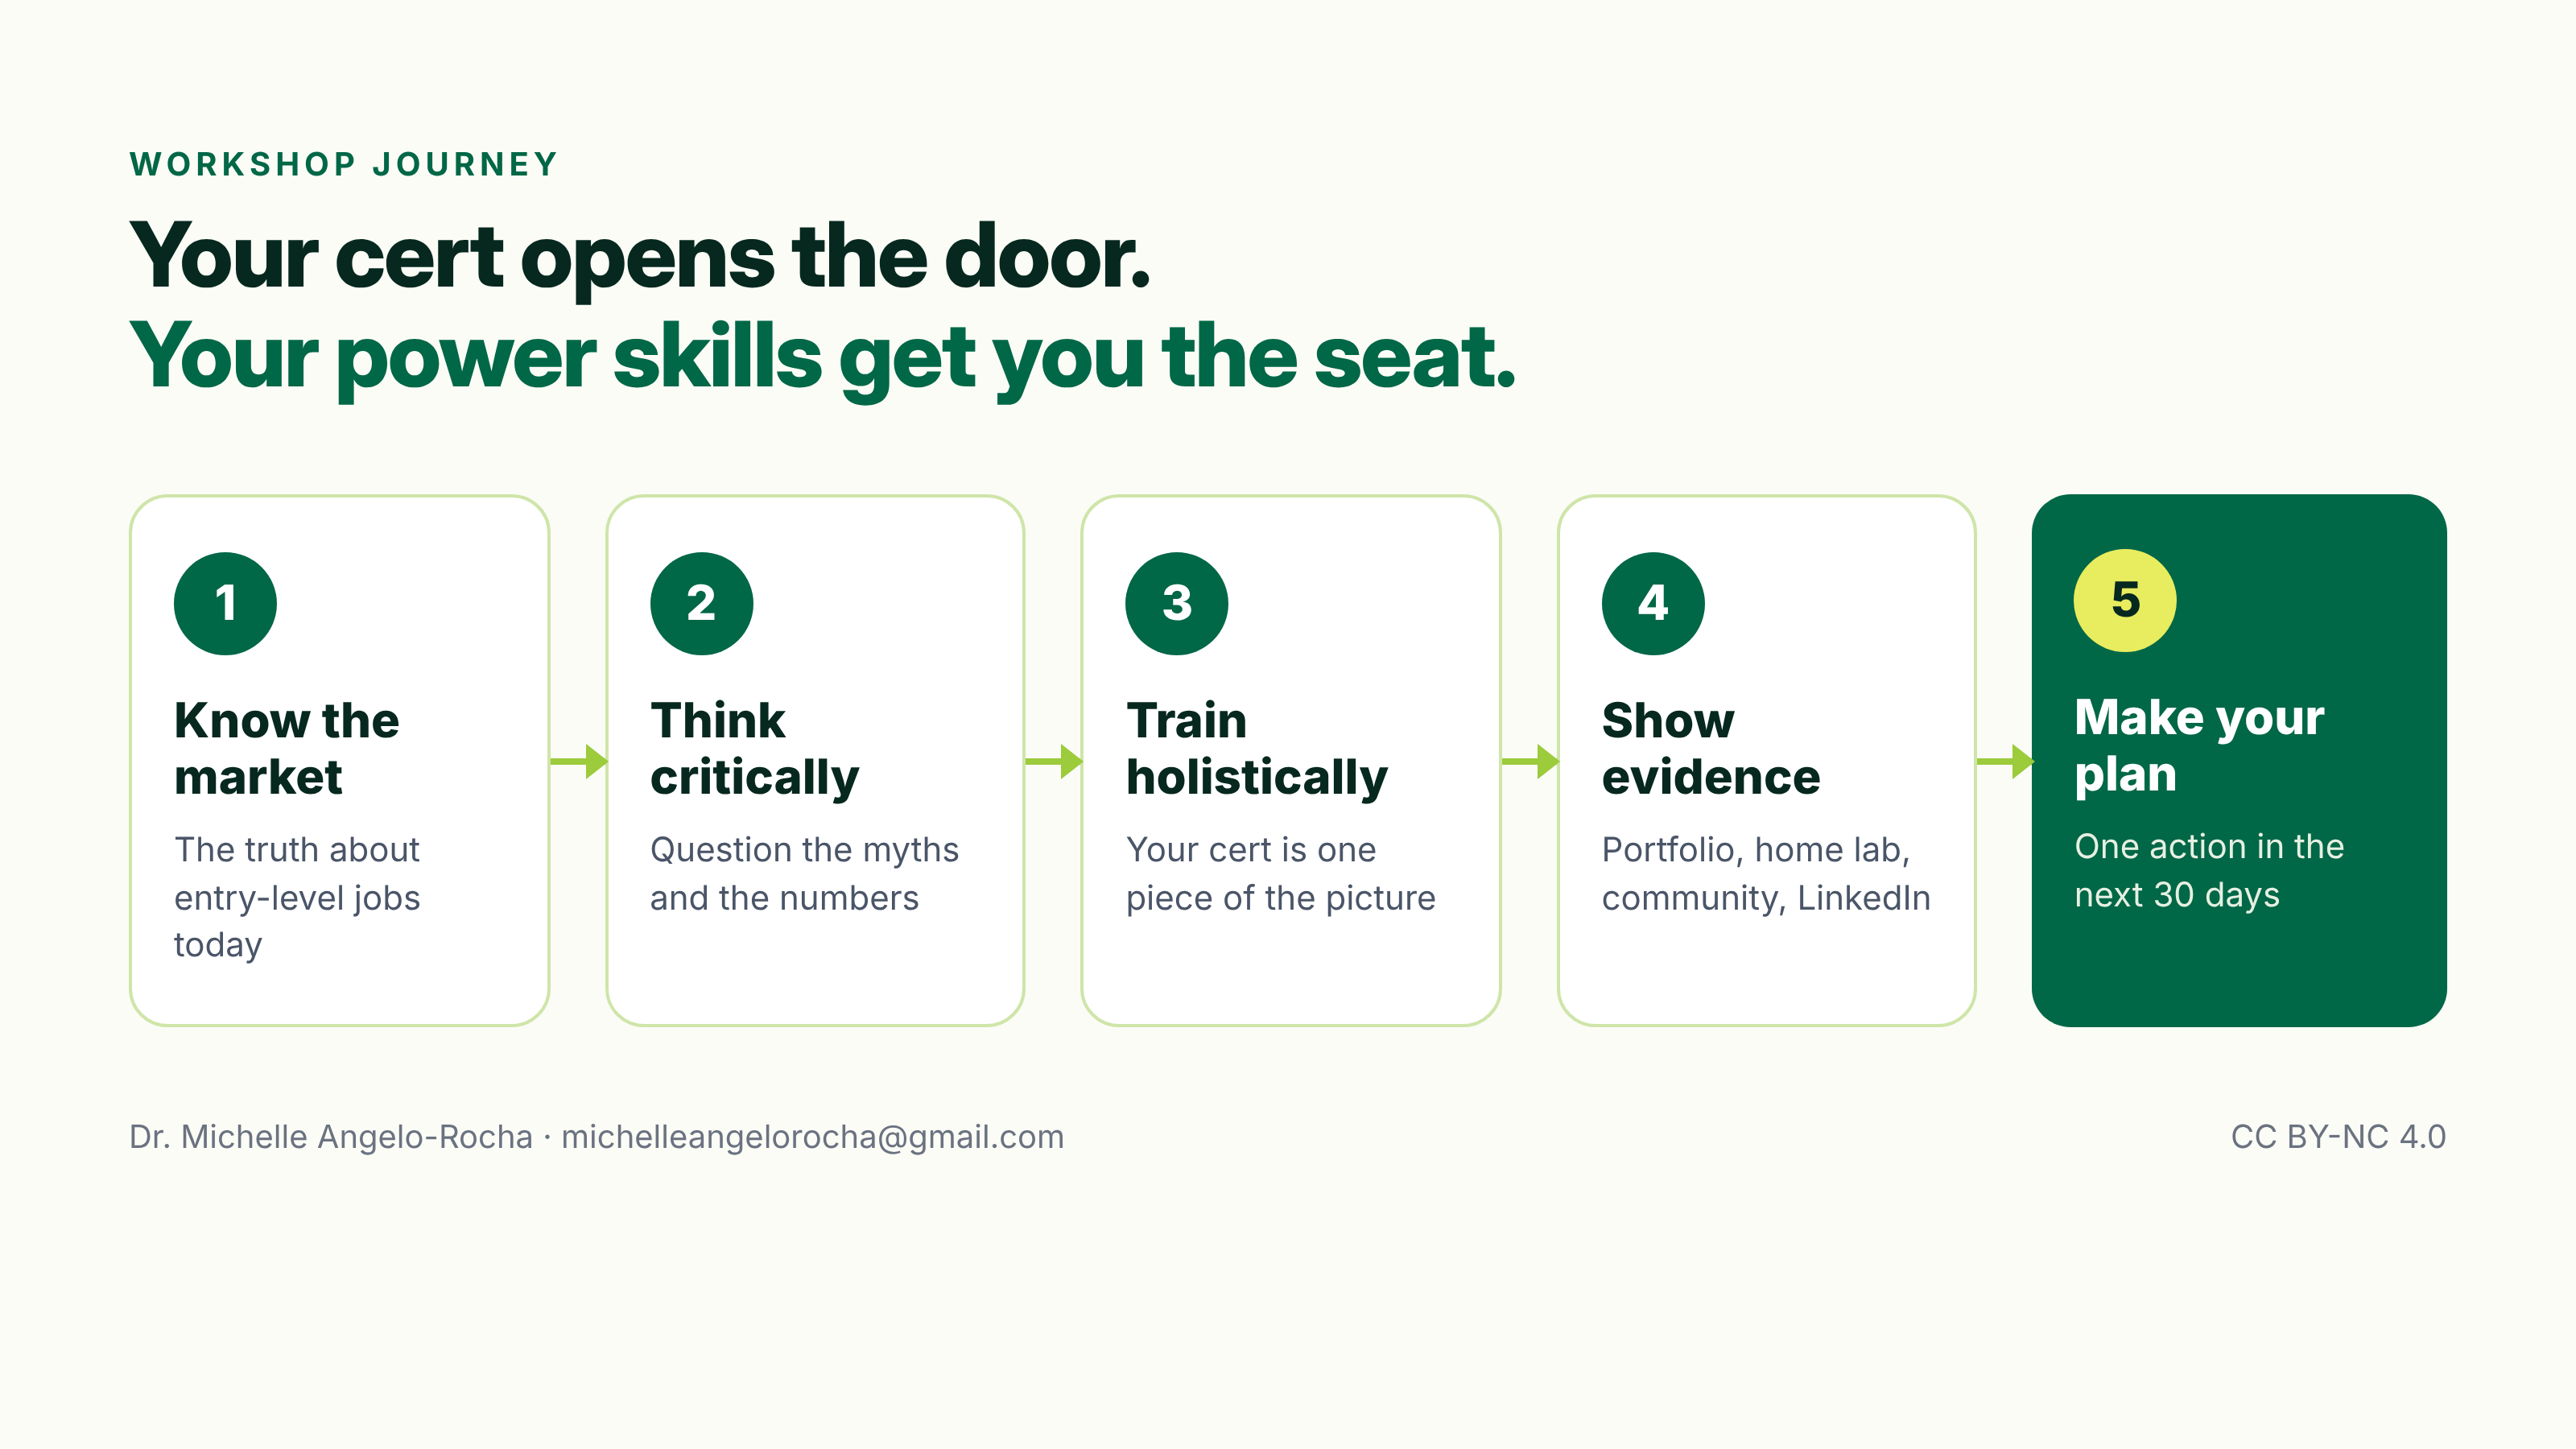 WORKSHOP JOURNEY
Your cert opens the door.
Your power skills get you the seat.
1
Know the
market
The truth about
entry-level jobs
today
2
Think
critically
Question the myths
and the numbers
3
Train
holistically
Your cert is one
piece of the picture
4
Show
evidence
Portfolio, home lab,
community, LinkedIn
5
Make your
plan
One action in the
next 30 days
Dr. Michelle Angelo-Rocha · michelleangelorocha@gmail.com
CC BY-NC 4.0